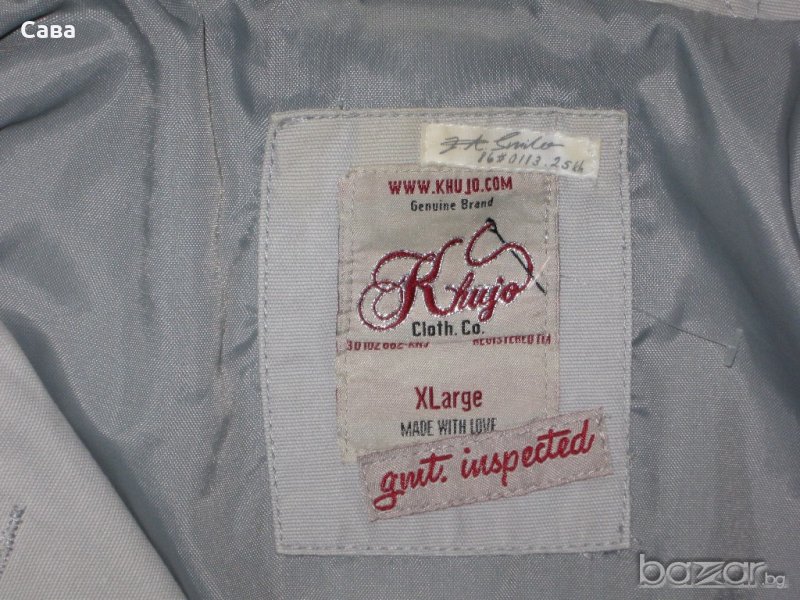 Сава
16#0113.25th
WWW.KHUJO.COM
Genuine Brand
Khujo
Cloth. Co.
REGISTERED TM
XLarge
MADE WITH LOVE
gmt. inspected
bazar.bg